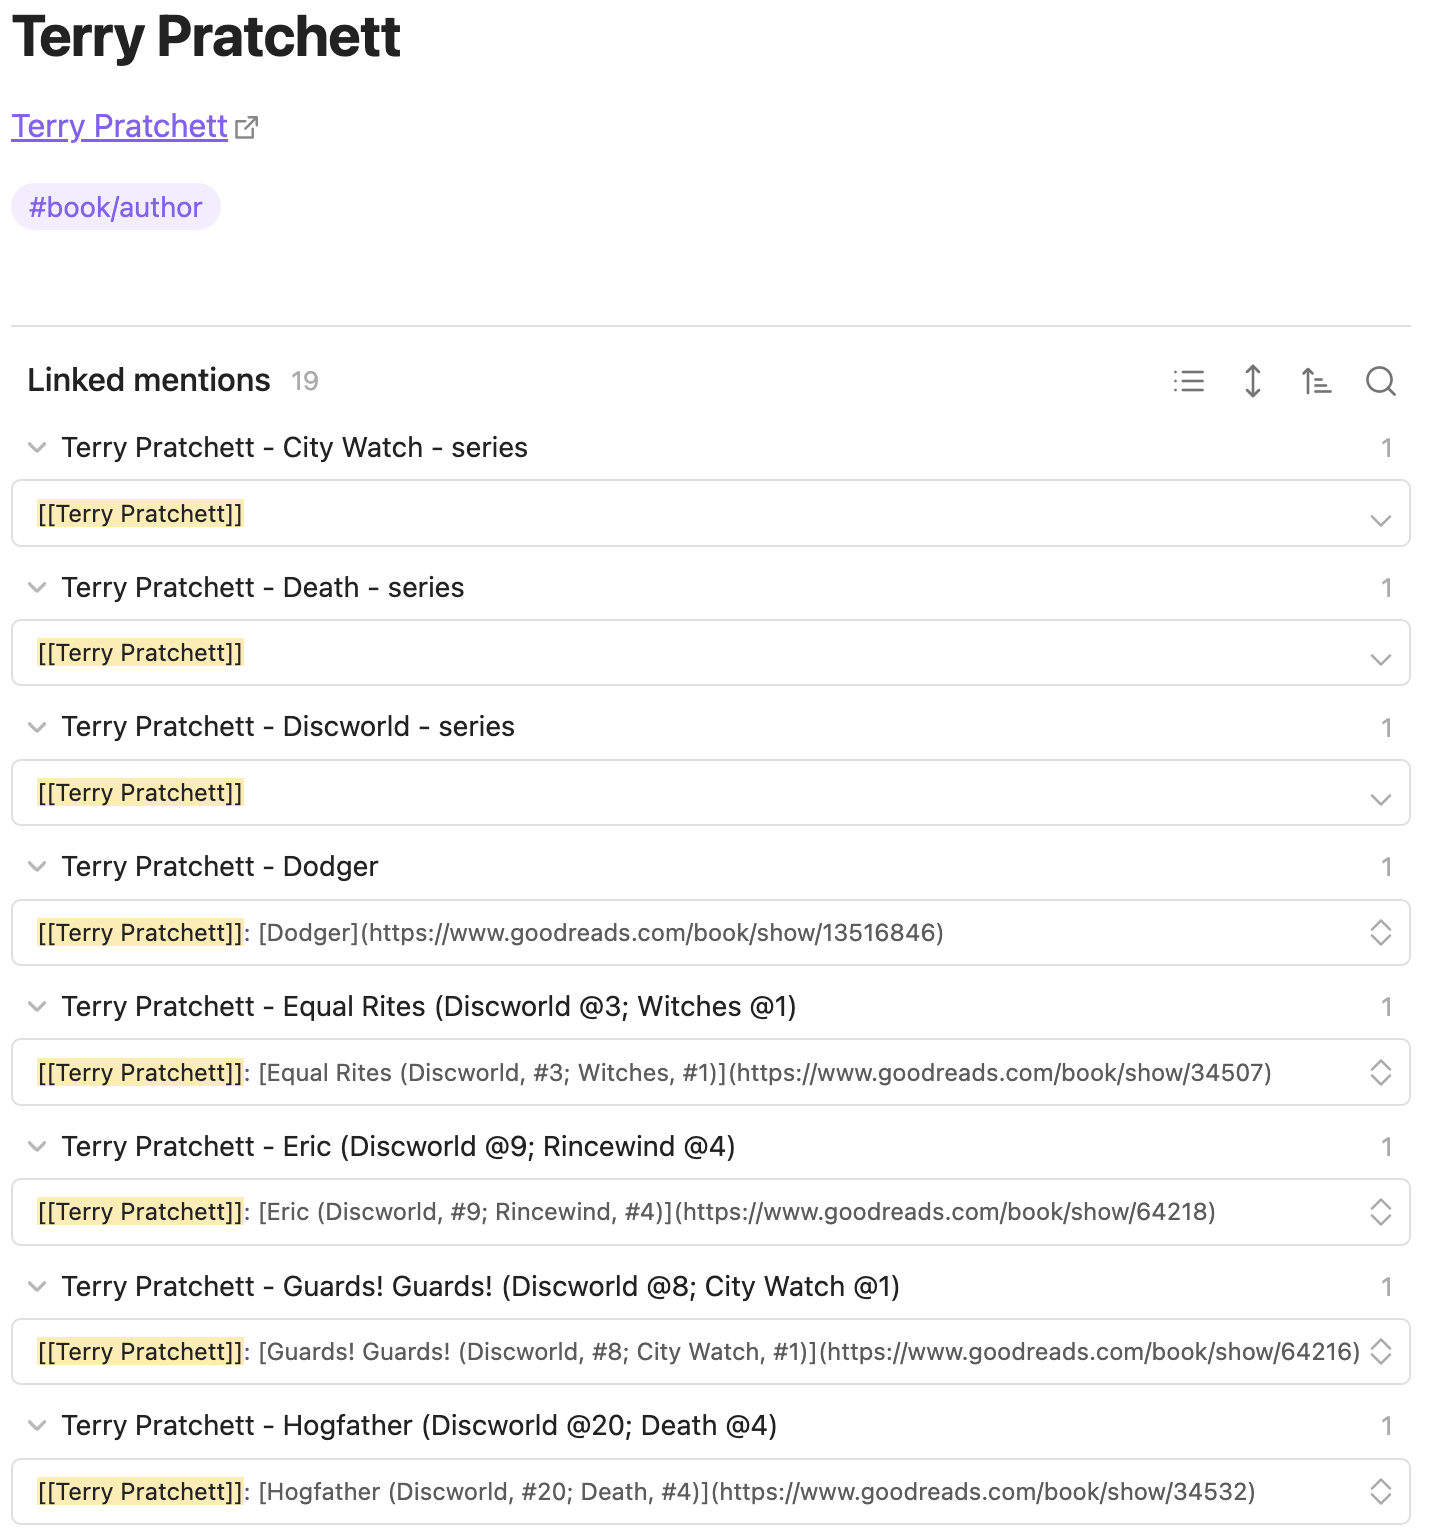 Terry Pratchett
Terry Pratchett
#book/author
Linked mentions 19
Terry Pratchett - City Watch - series 1
[[Terry Pratchett]]
Terry Pratchett - Death - series 1
[[Terry Pratchett]]
Terry Pratchett - Discworld - series 1
[[Terry Pratchett]]
Terry Pratchett - Dodger 1
[[Terry Pratchett]]: [Dodger](https://www.goodreads.com/book/show/13516846)
Terry Pratchett - Equal Rites (Discworld @3; Witches @1) 1
[[Terry Pratchett]]: [Equal Rites (Discworld, #3; Witches, #1)](https://www.goodreads.com/book/show/34507)
Terry Pratchett - Eric (Discworld @9; Rincewind @4) 1
[[Terry Pratchett]]: [Eric (Discworld, #9; Rincewind, #4)](https://www.goodreads.com/book/show/64218)
Terry Pratchett - Guards! Guards! (Discworld @8; City Watch @1) 1
[[Terry Pratchett]]: [Guards! Guards! (Discworld, #8; City Watch, #1)](https://www.goodreads.com/book/show/64216)
Terry Pratchett - Hogfather (Discworld @20; Death @4) 1
[[Terry Pratchett]]: [Hogfather (Discworld, #20; Death, #4)](https://www.goodreads.com/book/show/34532)